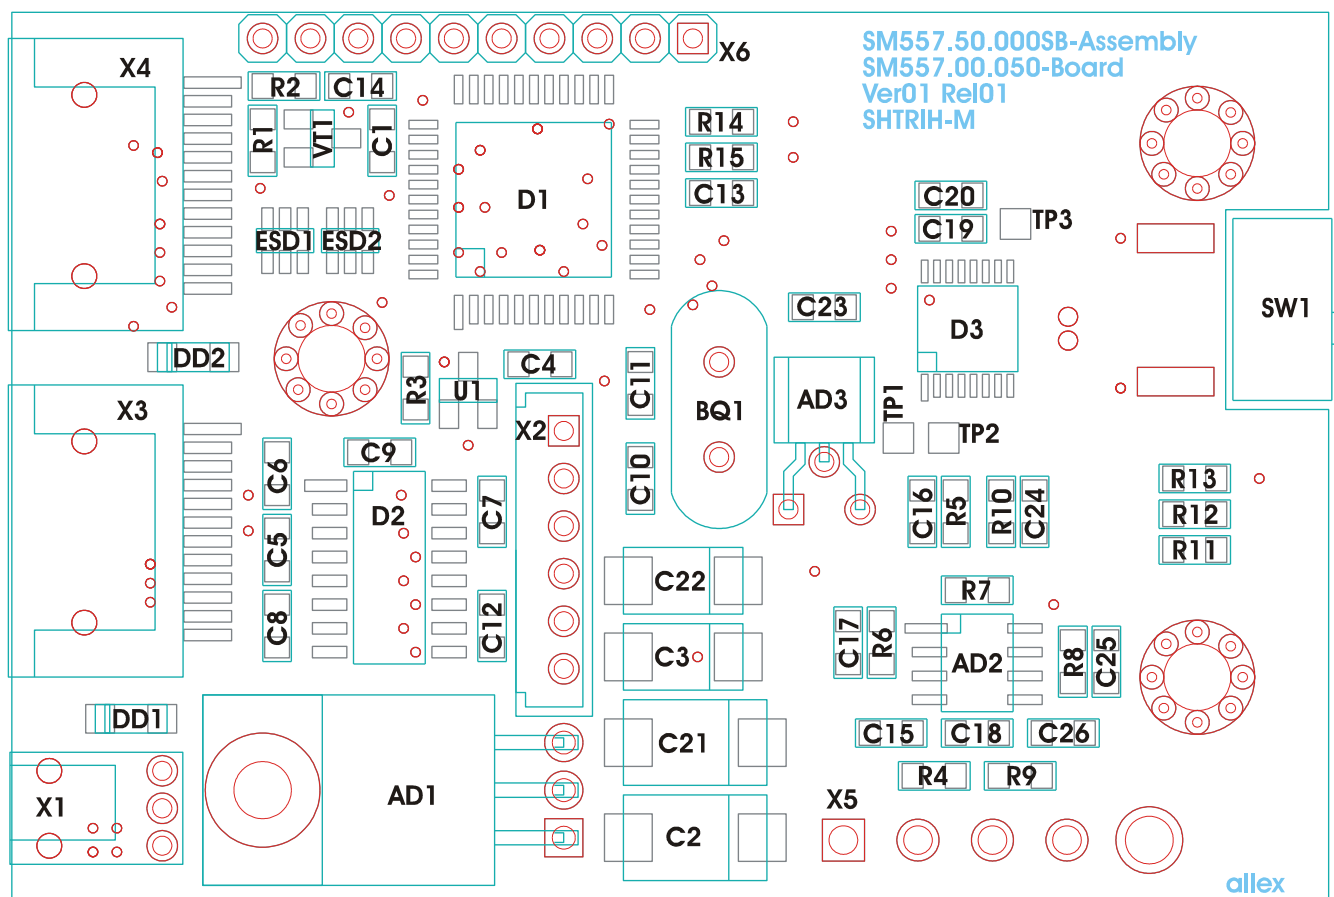 SM557.50.000SB-Assembly
SM557.00.050-Board
Ver01 Rel01
SHTRIH-M
X6
X4
R2
C14
R1
VT1
C1
R14
R15
C13
D1
C20
C19
TP3
ESD1
ESD2
C23
D3
SW1
DD2
R3
U1
C4
C11
BQ1
AD3
TP1
TP2
X3
X2
C9
C6
C10
R13
R12
R11
C7
D2
C16
R5
R10
C24
C5
C22
R7
C8
C12
C3
C17
R6
AD2
R8
C25
DD1
C21
C15
C18
C26
R4
R9
X1
AD1
C2
X5
allex